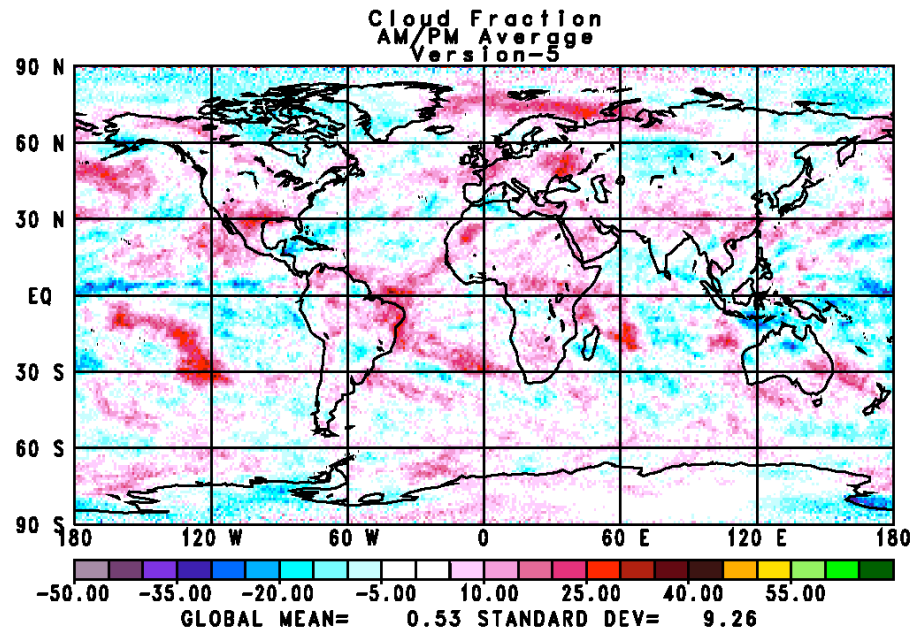 Cloud Fraction
AM/PM Average
Version-5
90 N
60 N
30 N
EQ
30 S
60 S
90 S
180 120 W 60 W 0 60 E 120 E 180
-50.00 -35.00 -20.00 -5.00 10.00 25.00 40.00 55.00
GLOBAL MEAN= 0.53 STANDARD DEV= 9.26